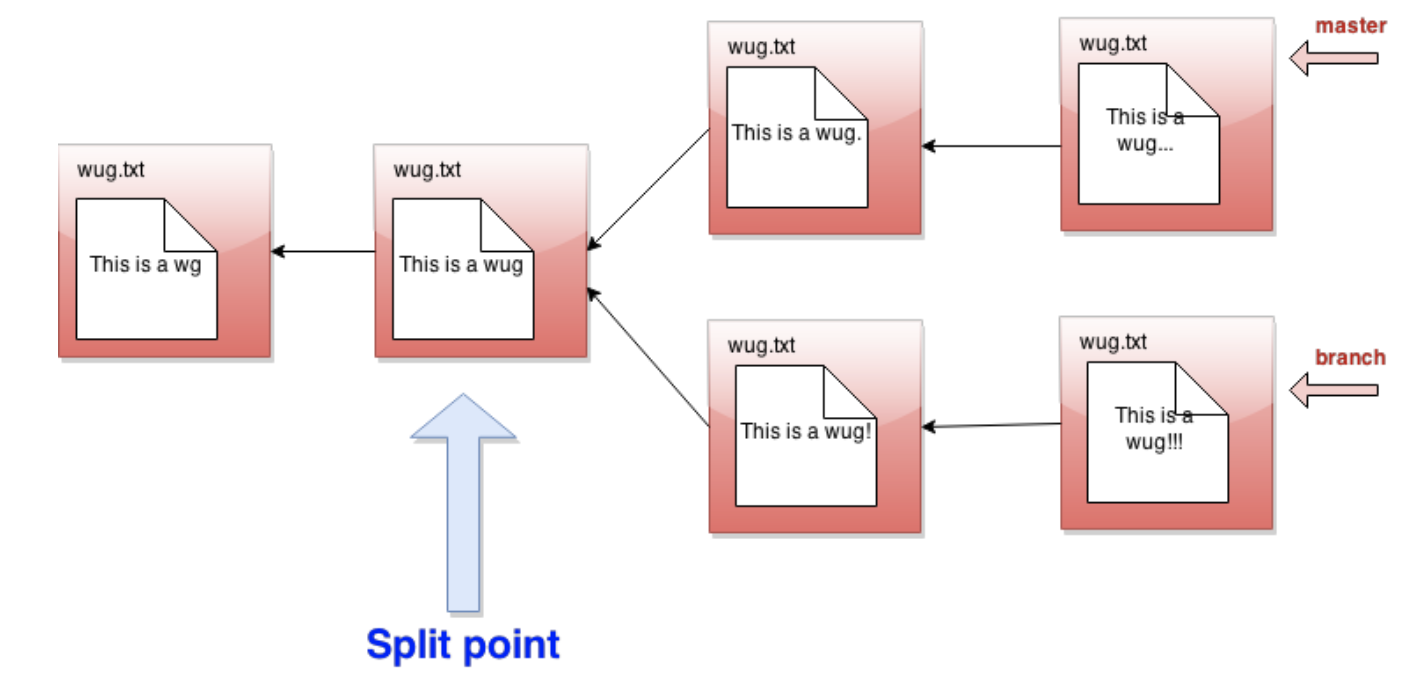 wug.txt
This is a wg
wug.txt
This is a wug
Split point
wug.txt
This is a wug.
wug.txt
This is a
wug...
master
wug.txt
This is a wug!
wug.txt
This is a
wug!!!
branch